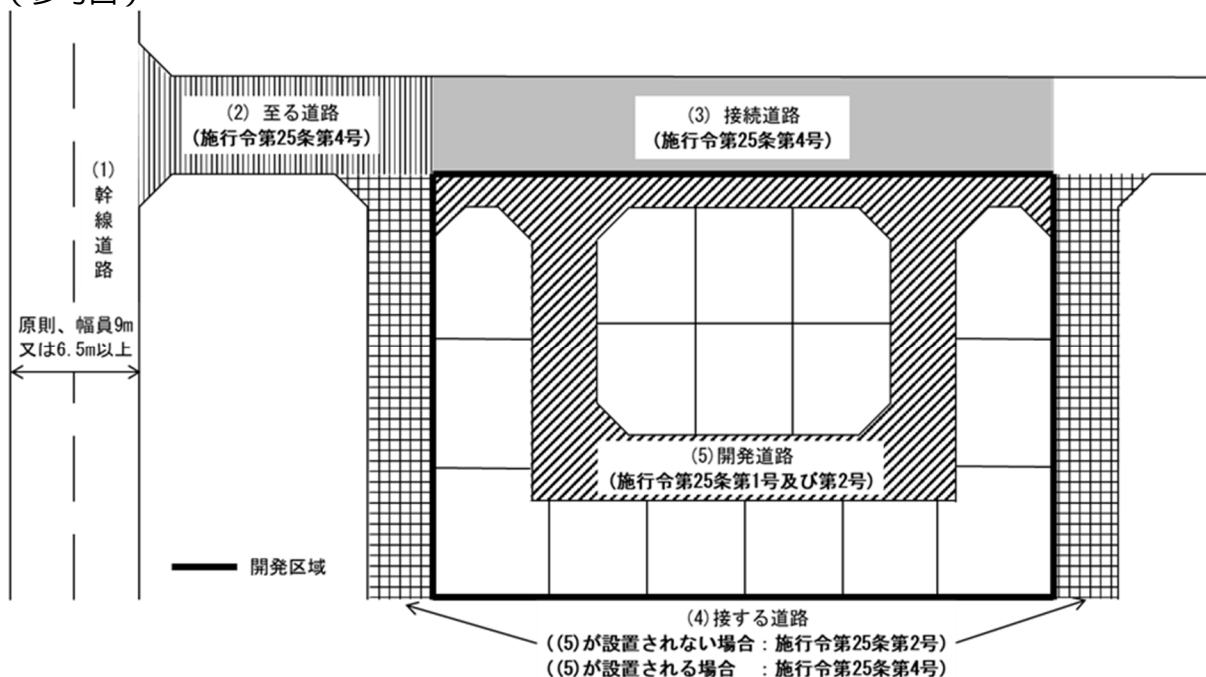 （参考図）
(2) 至る道路
(施行令第25条第4号)
(3) 接続道路
(施行令第25条第4号)
(1)
幹
線
道
路
原則、幅員9m
又は6.5m以上
(5)開発道路
(施行令第25条第1号及び第2号)
開発区域
(4)接する道路
((5)が設置されない場合：施行令第25条第2号)
((5)が設置される場合　：施行令第25条第4号)